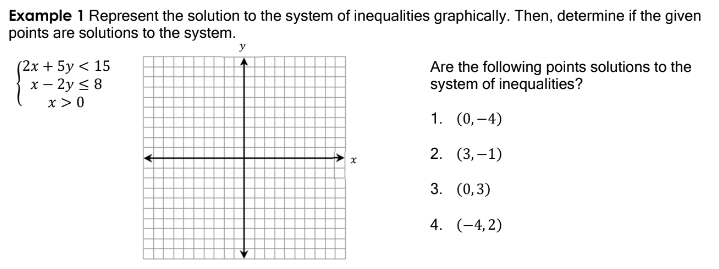 Example 1 Represent the solution to the system of inequalities graphically. Then, determine if the given
points are solutions to the system.
y
2x + 5y < 15
x − 2y ≤ 8
x > 0
x
Are the following points solutions to the
system of inequalities?
1. (0,−4)
2. (3,−1)
3. (0,3)
4. (−4,2)